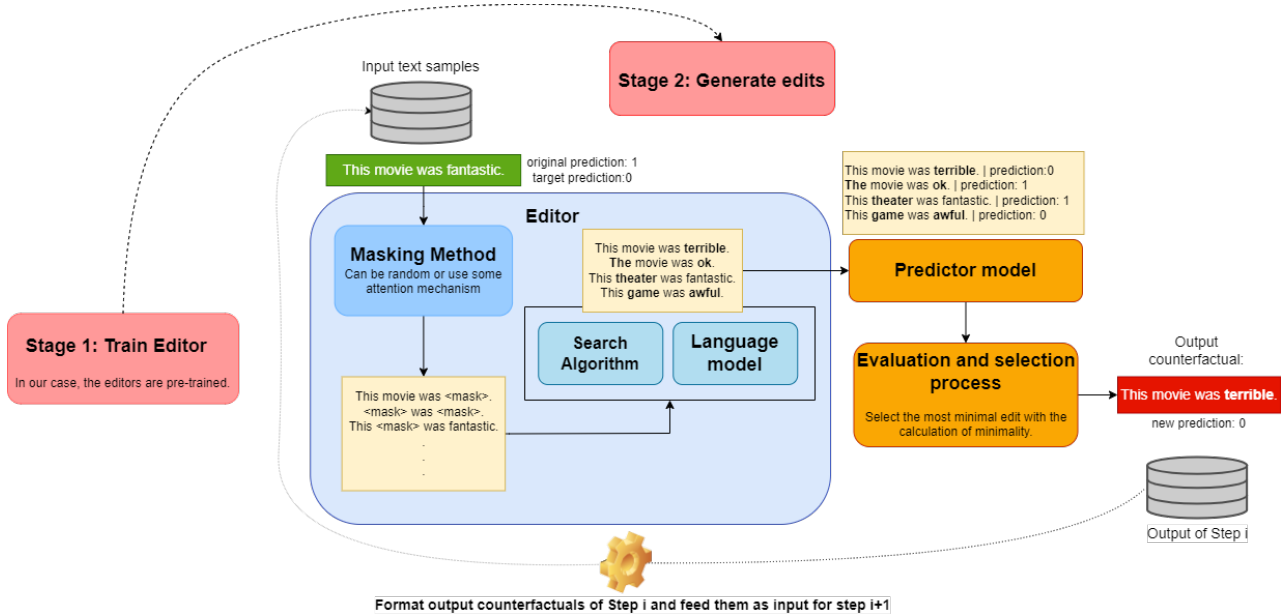 Input text samples
Stage 2: Generate edits
This movie was fantastic.
original prediction: 1
target prediction:0
Editor
Masking Method
Can be random or use some
attention mechanism
This movie was terrible.
The movie was ok.
This theater was fantastic.
This game was awful.
Search
Algorithm
Language
model
This movie was <mask>.
<mask> was <mask>.
This <mask> was fantastic.
.
.
.
This movie was terrible. | prediction:0
The movie was ok. | prediction: 1
This theater was fantastic. | prediction: 1
This game was awful. | prediction: 0
Predictor model
Evaluation and selection
process
Select the most minimal edit with the
calculation of minimality.
Stage 1: Train Editor
In our case, the editors are pre-trained.
Output
counterfactual:
This movie was terrible.
new prediction: 0
Output of Step i
Format output counterfactuals of Step i and feed them as input for step i+1